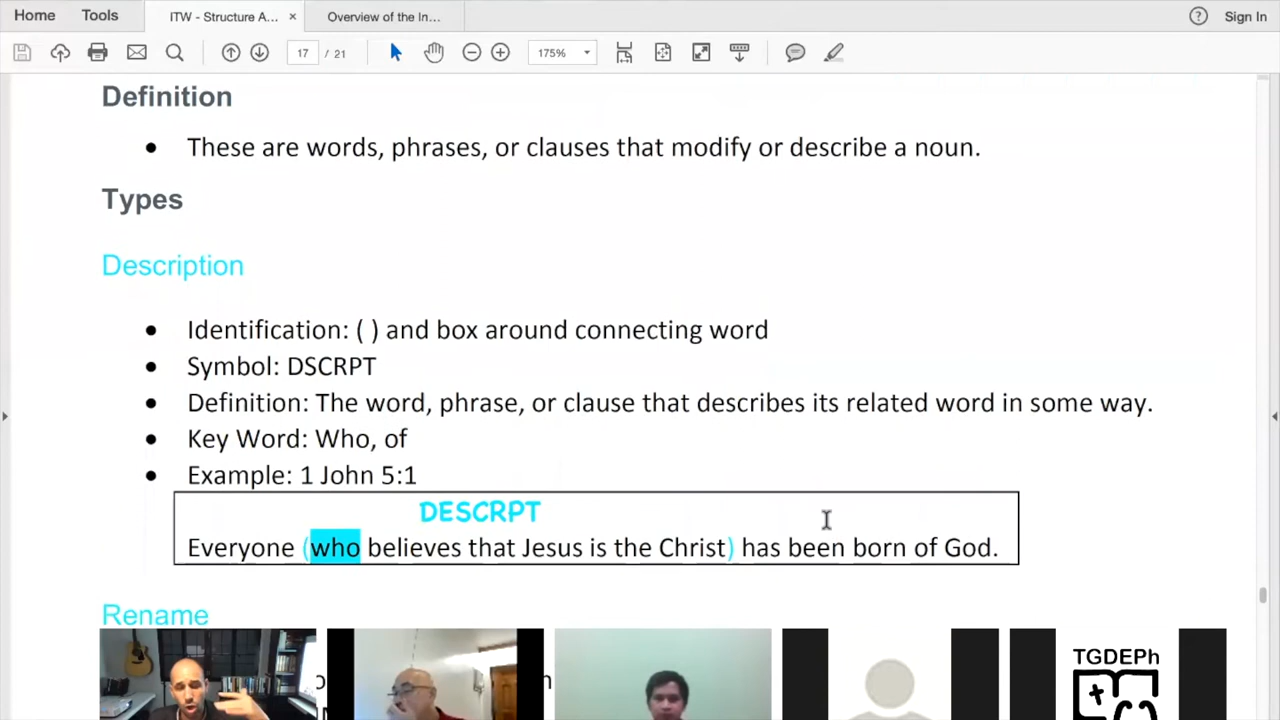 Home Tools ITW - Structure A... × Overview of the In... ? Sign In
17 / 21 175%
Definition
• These are words, phrases, or clauses that modify or describe a noun.
Types
Description
• Identification: ( ) and box around connecting word
• Symbol: DSCRPT
• Definition: The word, phrase, or clause that describes its related word in some way.
• Key Word: Who, of
• Example: 1 John 5:1
DESCRPT
Everyone (who believes that Jesus is the Christ) has been born of God.
Rename
TGDEPh